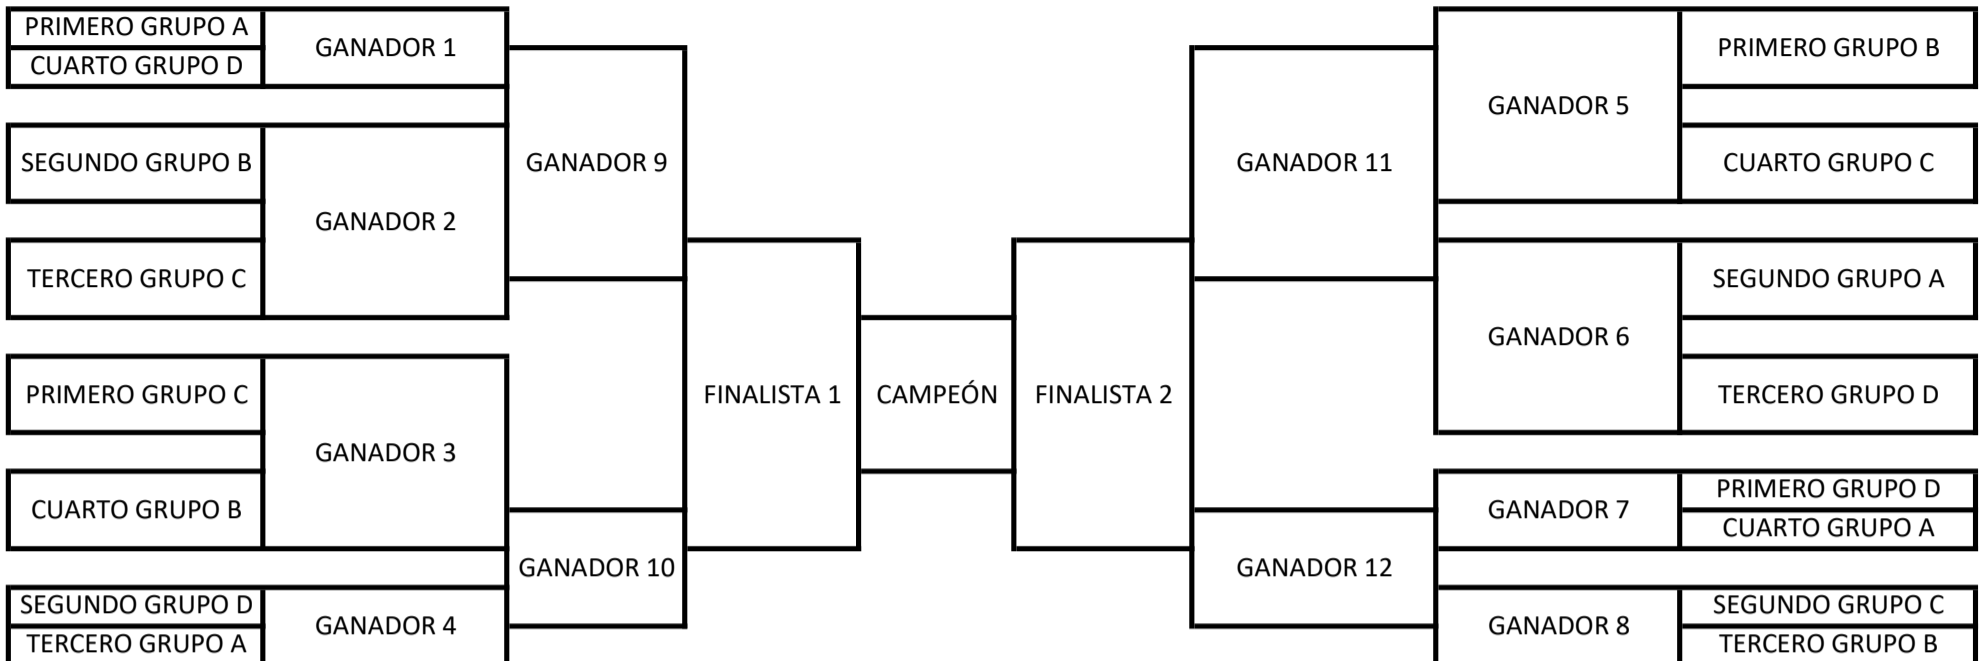 PRIMERO GRUPO A
CUARTO GRUPO D
GANADOR 1
SEGUNDO GRUPO B
TERCERO GRUPO C
GANADOR 2
PRIMERO GRUPO C
CUARTO GRUPO B
GANADOR 3
SEGUNDO GRUPO D
TERCERO GRUPO A
GANADOR 4
GANADOR 9
GANADOR 10
FINALISTA 1
CAMPEÓN
FINALISTA 2
GANADOR 11
GANADOR 12
GANADOR 5
PRIMERO GRUPO B
CUARTO GRUPO C
GANADOR 6
SEGUNDO GRUPO A
TERCERO GRUPO D
GANADOR 7
PRIMERO GRUPO D
CUARTO GRUPO A
GANADOR 8
SEGUNDO GRUPO C
TERCERO GRUPO B